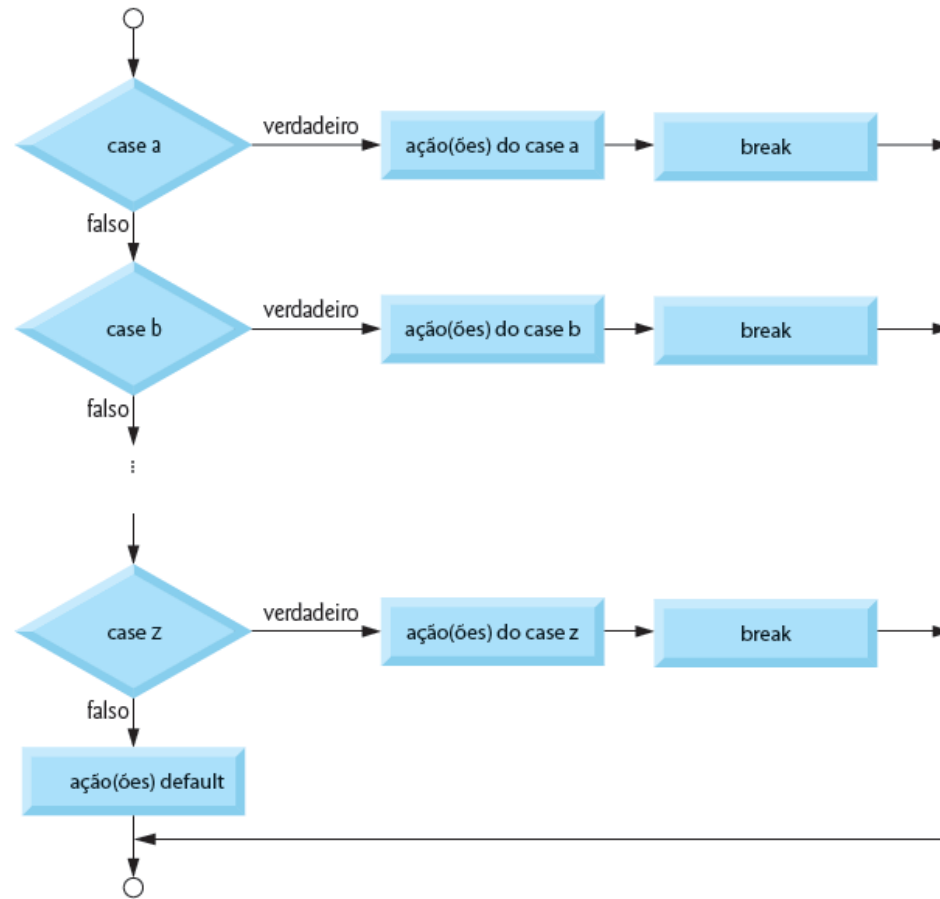 case a
verdadeiro
ação(ões) do case a
break
falso
case b
verdadeiro
ação(ões) do case b
break
falso
...
case z
verdadeiro
ação(ões) do case z
break
falso
ação(ões) default